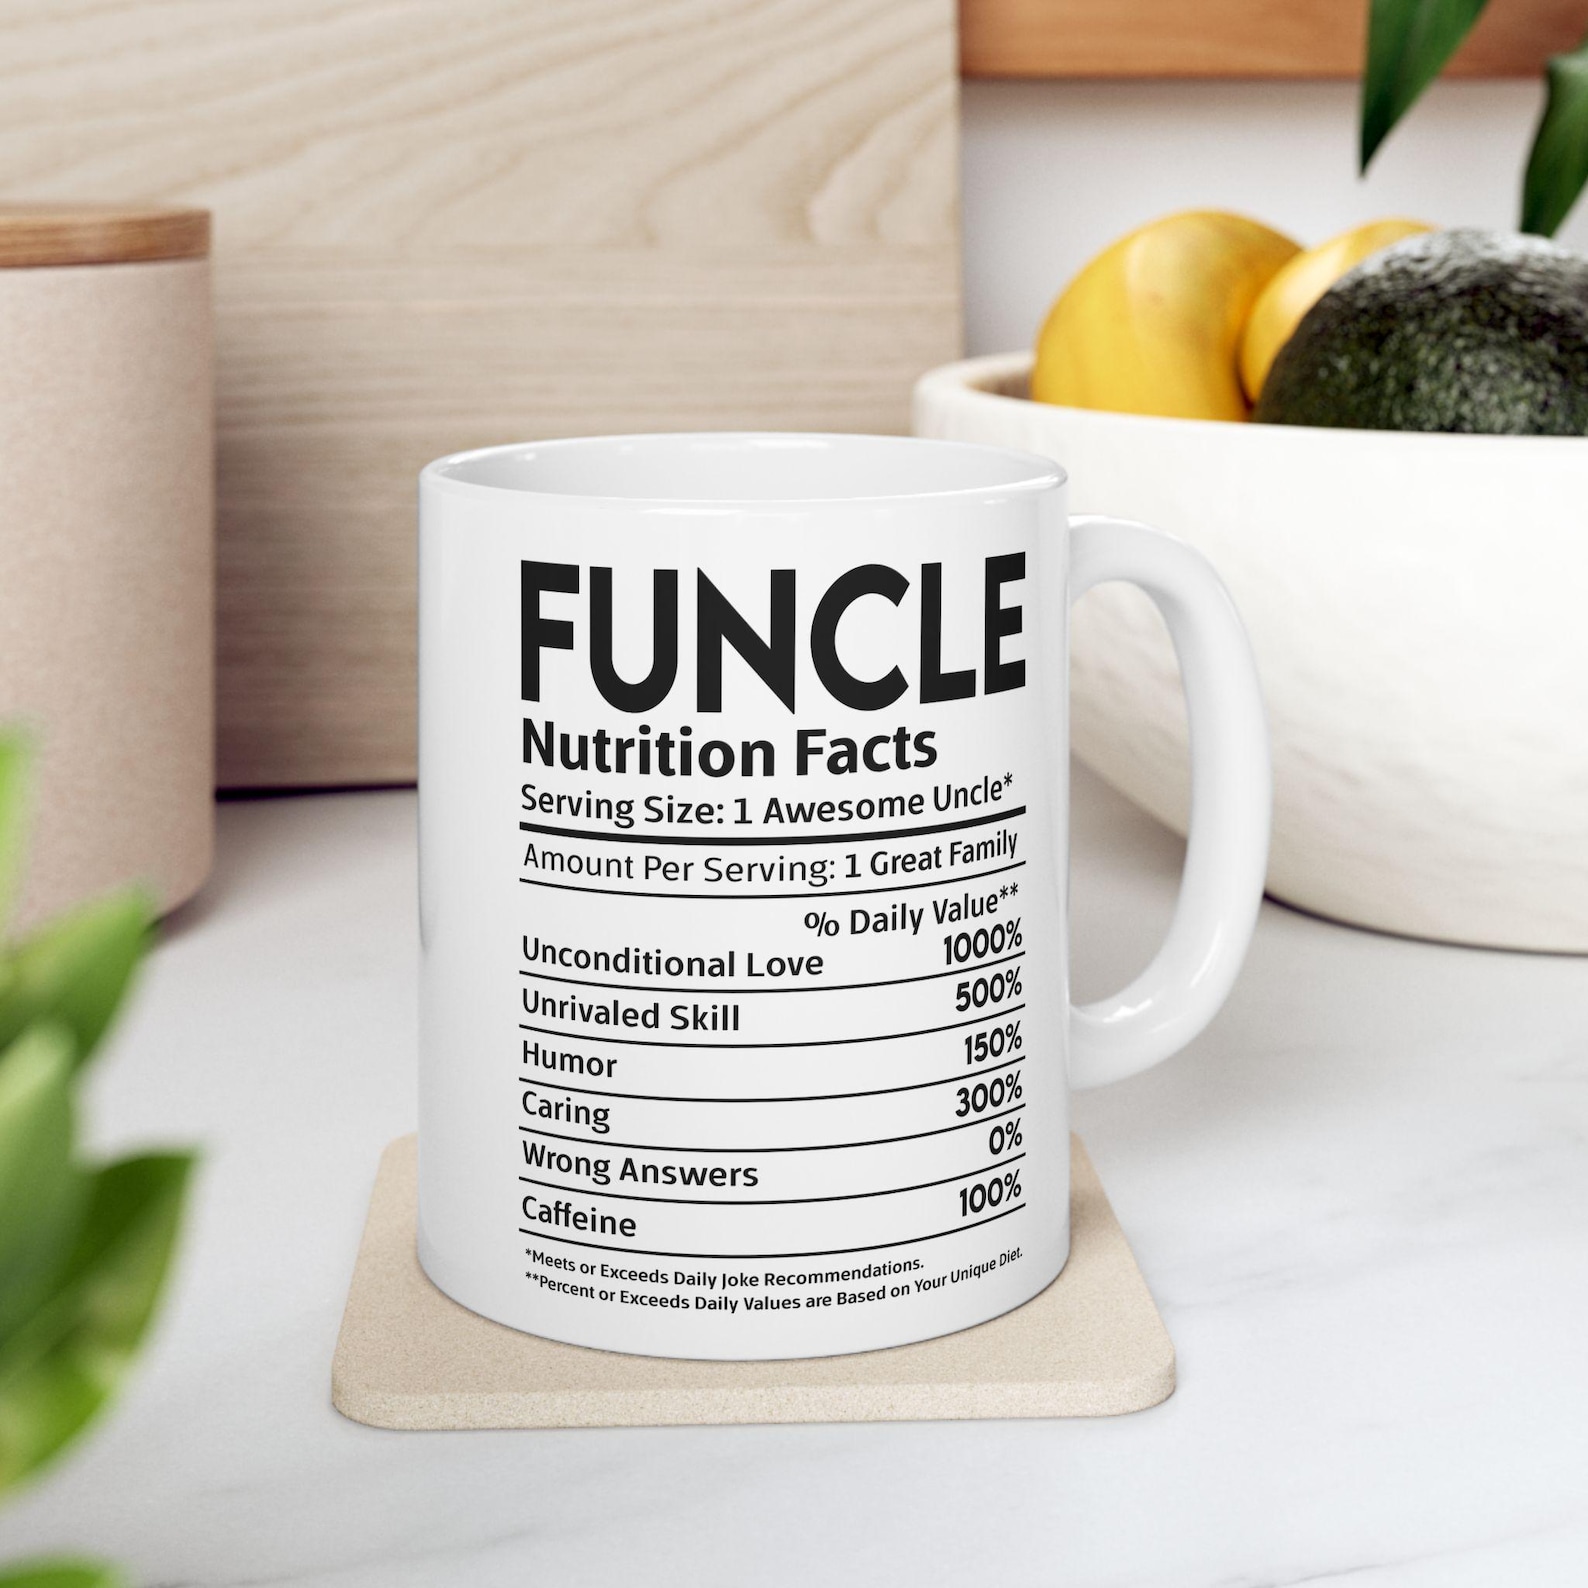 FUNCLE
Nutrition Facts
Serving Size: 1 Awesome Uncle*
Amount Per Serving: 1 Great Family
% Daily Value**
Unconditional Love 1000%
Unrivaled Skill 500%
Humor 150%
Caring 300%
Wrong Answers 0%
Caffeine 100%
*Meets or Exceeds Daily Joke Recommendations.
**Percent or Exceeds Daily Values are Based on Your Unique Diet.